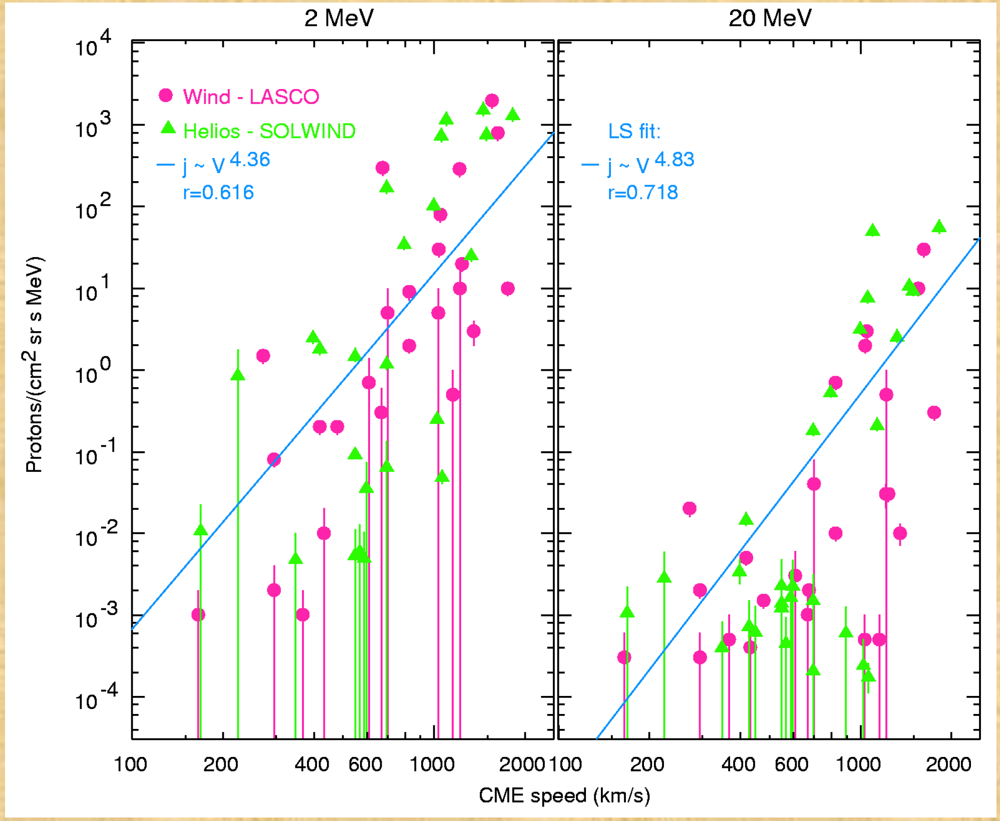 2 MeV
20 MeV
10^4
10^3
10^2
10^1
10^0
10^-1
10^-2
10^-3
10^-4
Protons/(cm^2 sr s MeV)
Wind - LASCO
Helios - SOLWIND
j ~ V^4.36
r=0.616
LS fit:
j ~ V^4.83
r=0.718
100 200 400 600 1000 2000
100 200 400 600 1000 2000
CME speed (km/s)